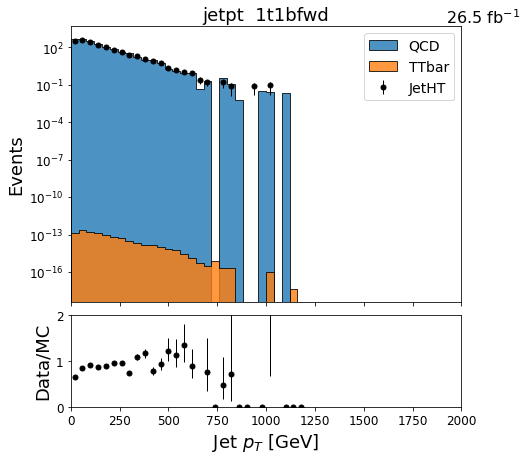 jetpt 1t1bfwd
26.5 fb⁻¹
QCD
TTbar
JetHT
Events
10²
10⁻¹
10⁻⁴
10⁻⁷
10⁻¹⁰
10⁻¹³
10⁻¹⁶
Data/MC
2
1
0
0 250 500 750 1000 1250 1500 1750 2000
Jet p_T [GeV]